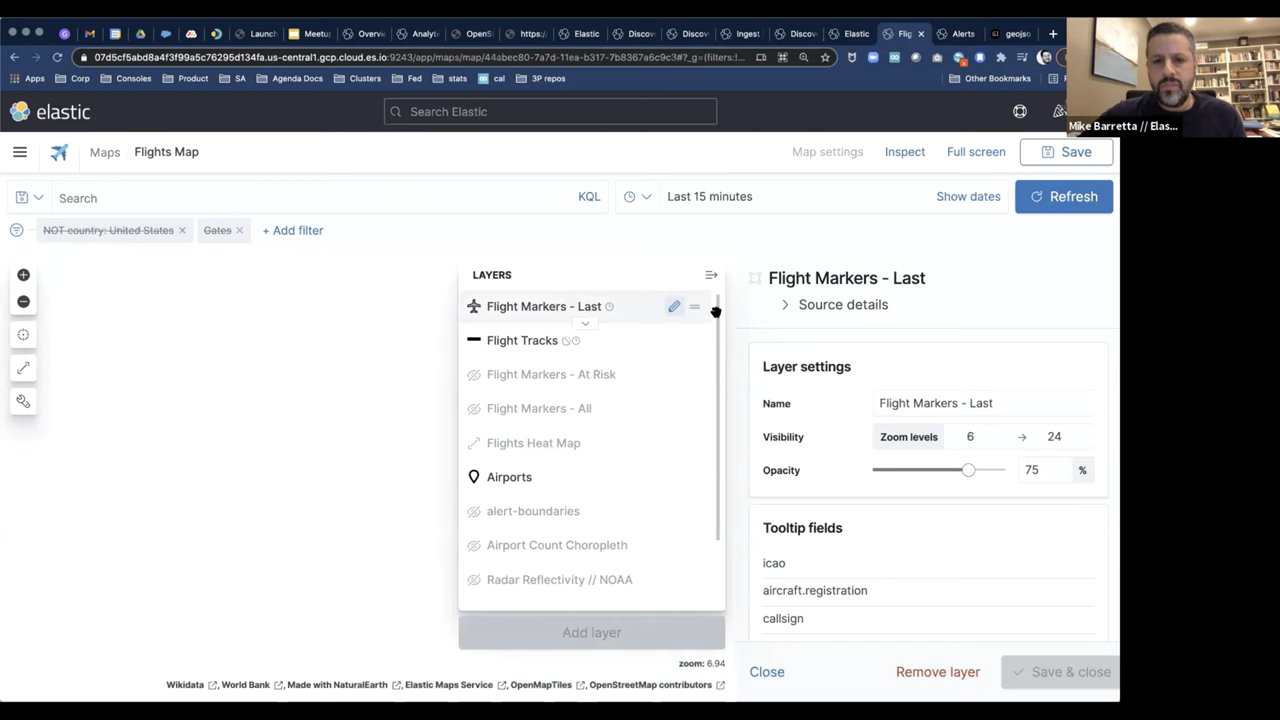 Launch
Meetup
Overvi
Analyt
OpenS
https:/
Elastic
Discov
Discov
Ingest
Discov
Elastic
Flig
Alerts
geojso
07d5cf5abd8a4f3f99a5c76295d134fa.us-central1.gcp.cloud.es.io:9243/app/maps/map/44abec80-7a7d-11ea-b317-7b8367a6c9c3#?_g=(filters:!...
Apps
Corp
Consoles
Product
SA
Agenda Docs
Clusters
Fed
stats
cal
3P repos
Other Bookmarks
Mike Barretta // Elas...
elastic
Search Elastic
Maps
Flights Map
Map settings
Inspect
Full screen
Save
Search
KQL
Last 15 minutes
Show dates
Refresh
NOT country: United States
Gates
+ Add filter
LAYERS
Flight Markers - Last
Flight Tracks
Flight Markers - At Risk
Flight Markers - All
Flights Heat Map
Airports
alert-boundaries
Airport Count Choropleth
Radar Reflectivity // NOAA
Add layer
zoom: 6.94
Wikidata , World Bank , Made with NaturalEarth , Elastic Maps Service , OpenMapTiles , OpenStreetMap contributors
Flight Markers - Last
Source details
Layer settings
Name
Flight Markers - Last
Visibility
Zoom levels
6
→
24
Opacity
75
%
Tooltip fields
icao
aircraft.registration
callsign
Close
Remove layer
Save & close